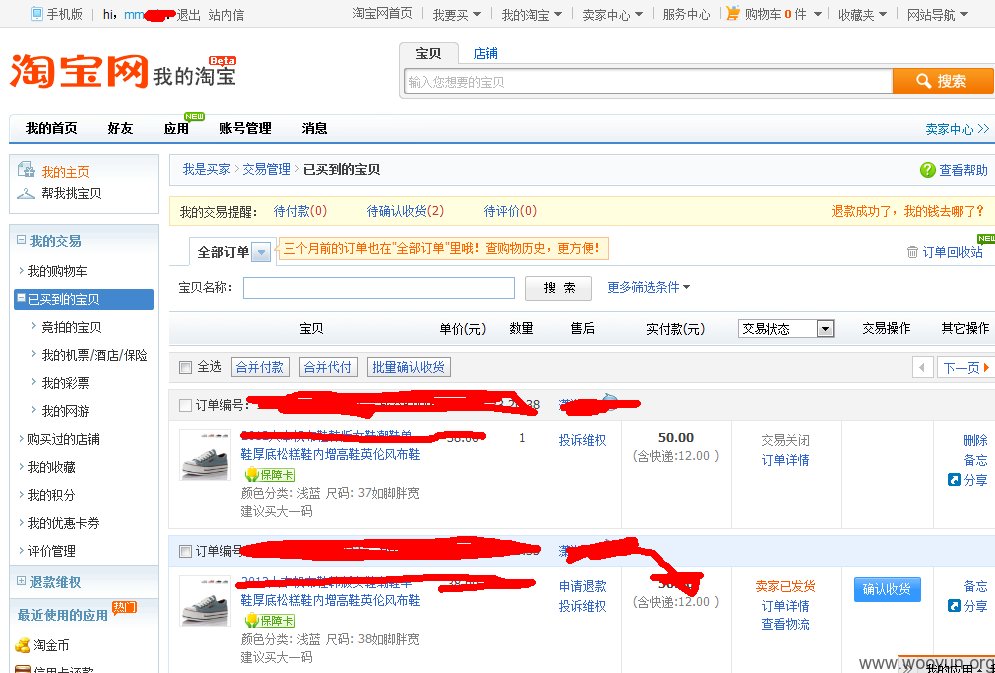 手机版 hi, mm 退出 站内信 淘宝网首页 我要买 我的淘宝 卖家中心 服务中心 购物车 0 件 收藏夹 网站导航
宝贝 店铺
淘宝网 我的淘宝 Beta
输入您想要的宝贝 搜索
我的首页 好友 应用 NEW 账号管理 消息 卖家中心 >>
我的主页
帮我挑宝贝
我是买家 > 交易管理 > 已买到的宝贝 查看帮助
我的交易提醒： 待付款(0) 待确认收货(2) 待评价(0) 退款成功了，我的钱去哪了？
我的交易
我的购物车
已买到的宝贝
竞拍的宝贝
我的机票/酒店/保险
我的彩票
我的网游
购买过的店铺
我的收藏
我的积分
我的优惠卡券
评价管理
退款维权
最近使用的应用 热门
淘金币
信用卡还款
全部订单 三个月前的订单也在"全部订单"里哦！查购物历史，更方便！ 订单回收站 NEW
宝贝名称： 搜 索 更多筛选条件
宝贝 单价(元) 数量 售后 实付款(元) 交易状态 交易操作 其它操作
全选 合并付款 合并代付 批量确认收货 下一页
订单编号：
1 投诉维权 50.00 交易关闭 删除
鞋厚底松糕鞋内增高鞋英伦风布鞋 (含快递:12.00 ) 订单详情 备忘
保障卡 分享
颜色分类: 浅蓝 尺码: 37如脚胖宽
建议买大一码
订单编号
申请退款 卖家已发货 确认收货 备忘
鞋厚底松糕鞋内增高鞋英伦风布鞋 投诉维权 (含快递:12.00 ) 订单详情 分享
保障卡 查看物流
颜色分类: 浅蓝 尺码: 38如脚胖宽
建议买大一码
www.wooyun.org
我的应用